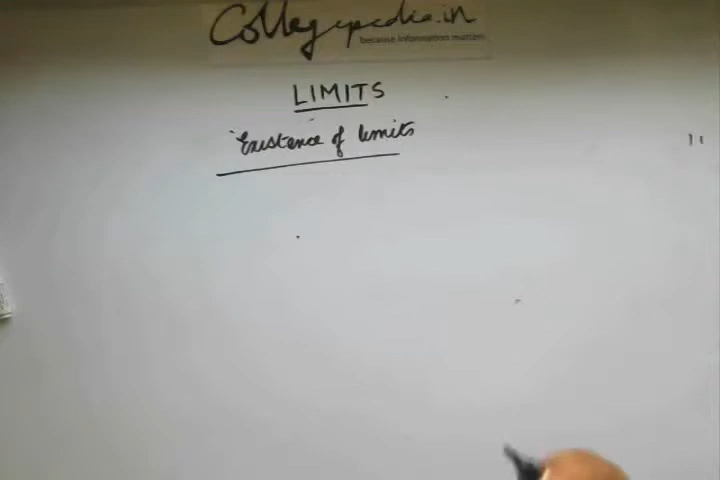 Collegepedia.in
because information matters
LIMITS
Existence of limits